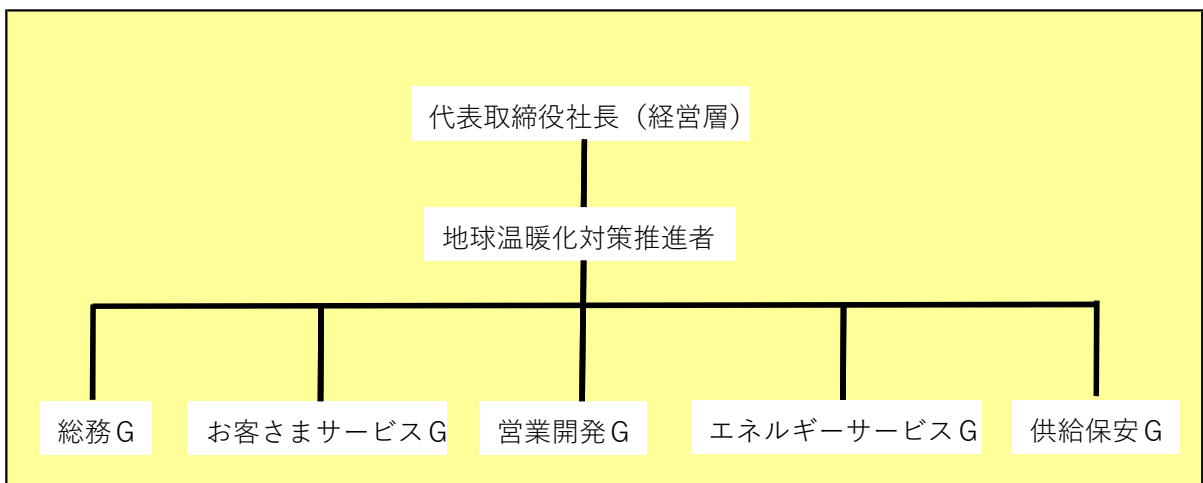 代表取締役社長（経営層）
地球温暖化対策推進者
総務Ｇ
お客さまサービスＧ
営業開発Ｇ
エネルギーサービスＧ
供給保安Ｇ